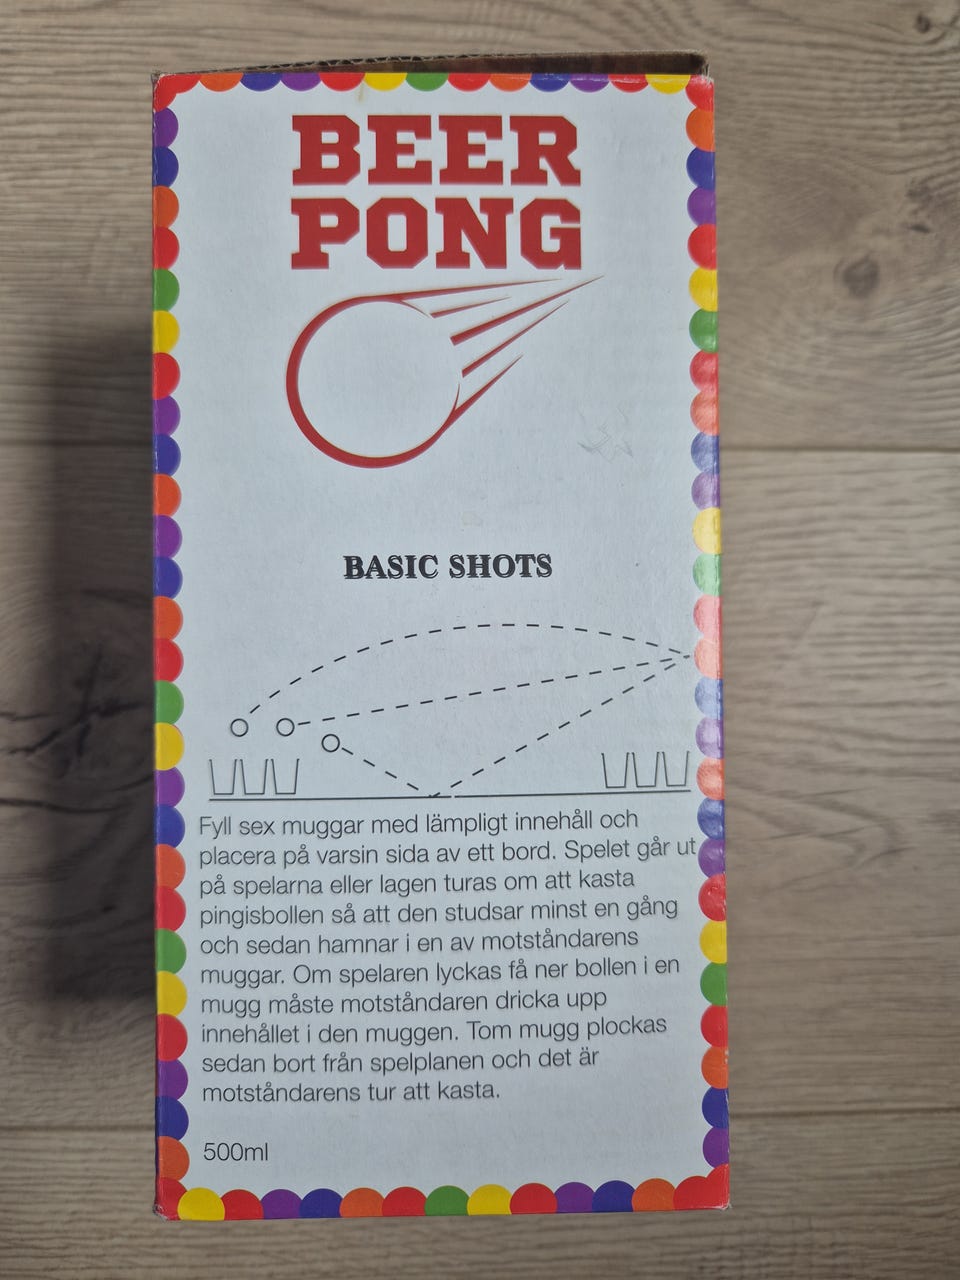 BEER
PONG
BASIC SHOTS
Fyll sex muggar med lämpligt innehåll och
placera på varsin sida av ett bord. Spelet går ut
på spelarna eller lagen turas om att kasta
pingisbollen så att den studsar minst en gång
och sedan hamnar i en av motståndarens
muggar. Om spelaren lyckas få ner bollen i en
mugg måste motståndaren dricka upp
innehållet i den muggen. Tom mugg plockas
sedan bort från spelplanen och det är
motståndarens tur att kasta.
500ml